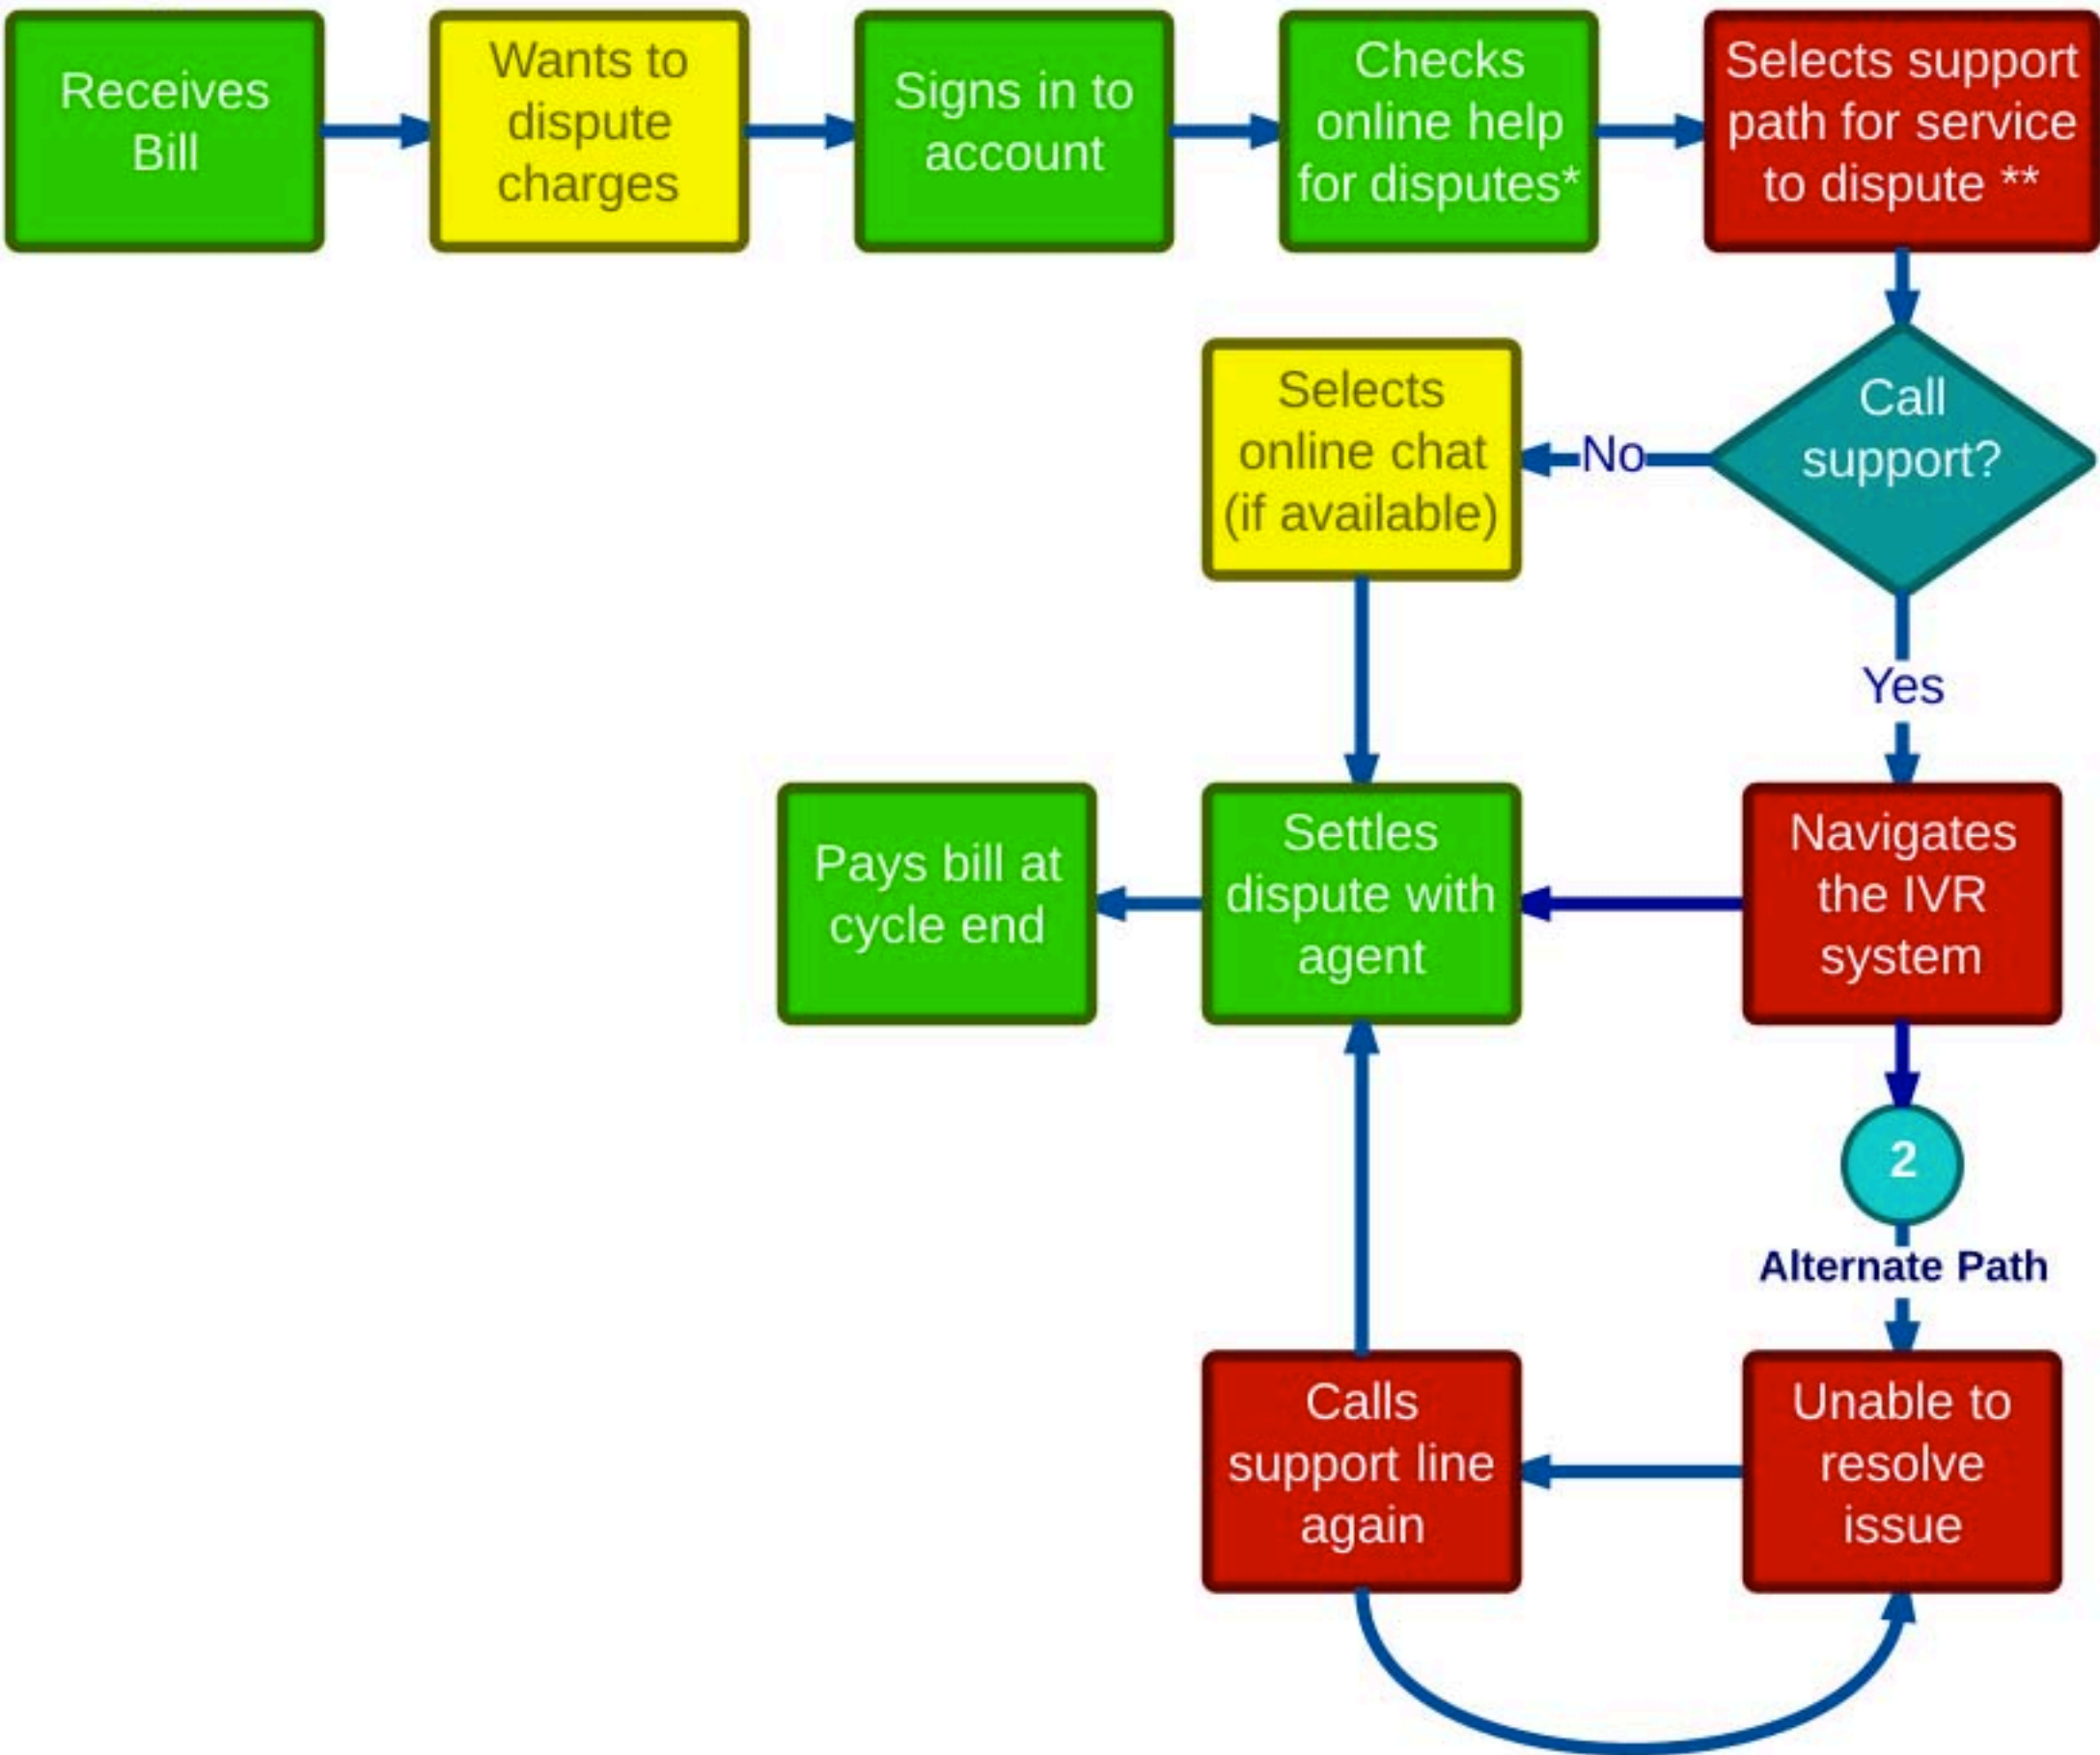 Receives
Bill
Wants to
dispute
charges
Signs in to
account
Checks
online help
for disputes*
Selects support
path for service
to dispute **
Call
support?
No
Selects
online chat
(if available)
Yes
Navigates
the IVR
system
Settles
dispute with
agent
Pays bill at
cycle end
2
Alternate Path
Unable to
resolve
issue
Calls
support line
again